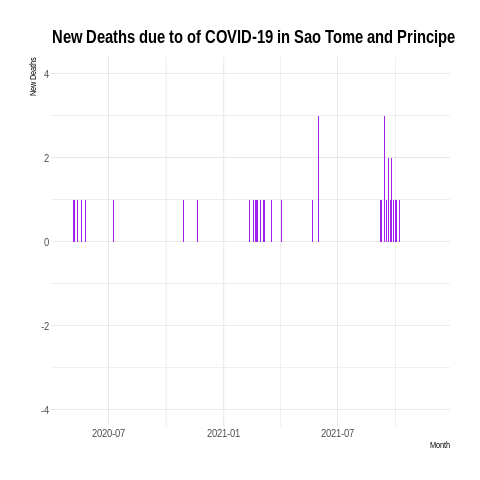 New Deaths due to of COVID-19 in Sao Tome and Principe
New Deaths
4
2
0
-2
-4
2020-07
2021-01
2021-07
Month